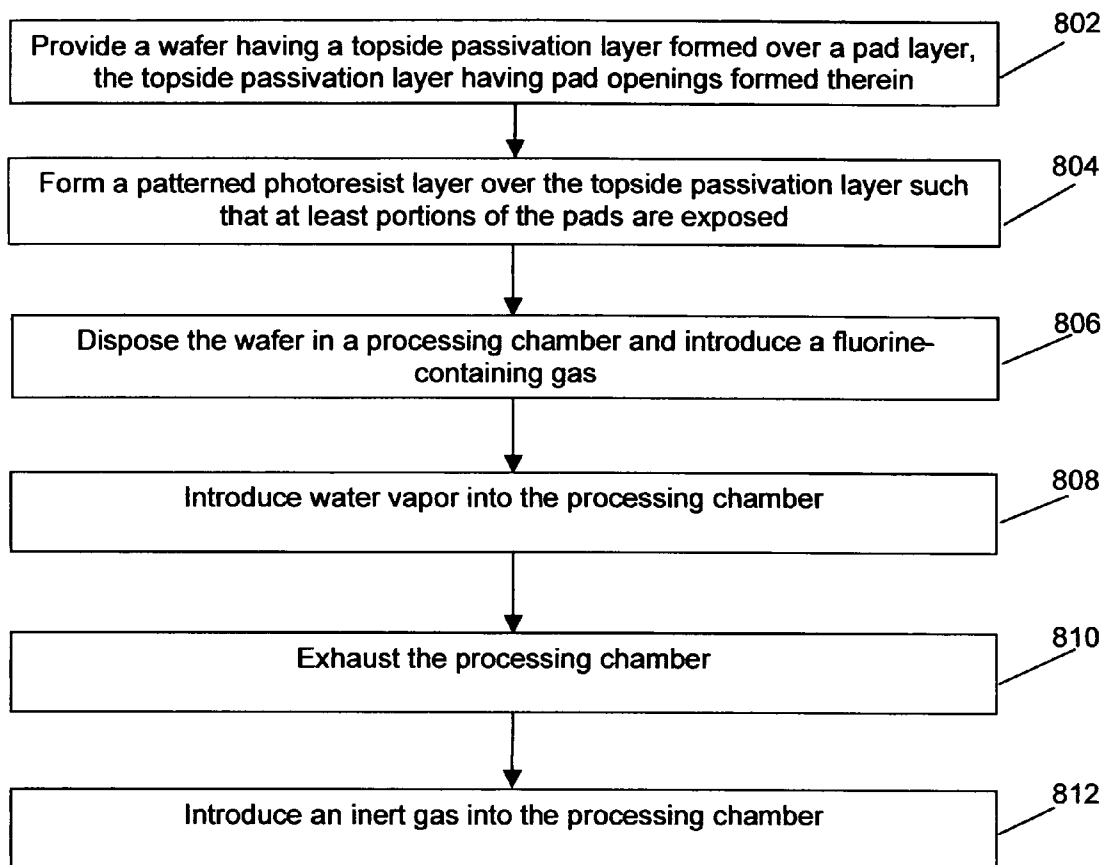 802
Provide a wafer having a topside passivation layer formed over a pad layer,
the topside passivation layer having pad openings formed therein
804
Form a patterned photoresist layer over the topside passivation layer such
that at least portions of the pads are exposed
806
Dispose the wafer in a processing chamber and introduce a fluorine-
containing gas
808
Introduce water vapor into the processing chamber
810
Exhaust the processing chamber
812
Introduce an inert gas into the processing chamber